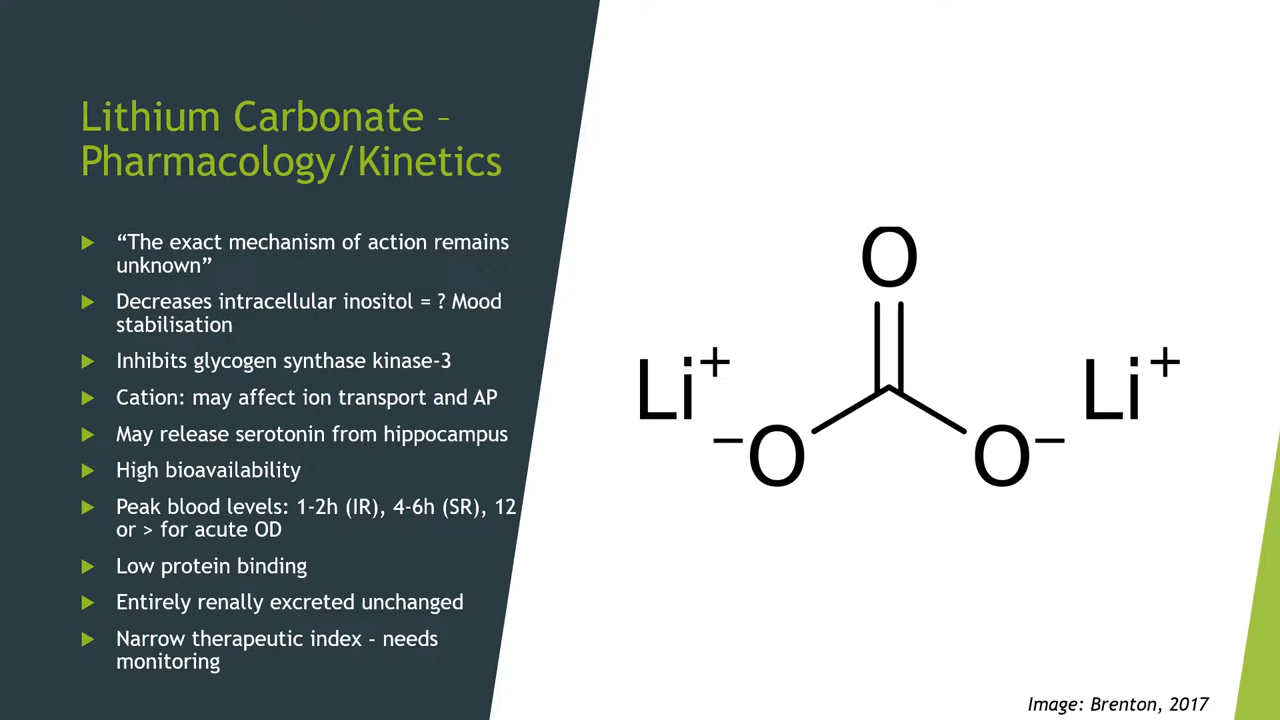 Lithium Carbonate –
Pharmacology/Kinetics
“The exact mechanism of action remains
unknown”
Decreases intracellular inositol = ? Mood
stabilisation
Inhibits glycogen synthase kinase-3
Cation: may affect ion transport and AP
May release serotonin from hippocampus
High bioavailability
Peak blood levels: 1-2h (IR), 4-6h (SR), 12
or > for acute OD
Low protein binding
Entirely renally excreted unchanged
Narrow therapeutic index – needs
monitoring
O
Li+ Li+
−O O−
Image: Brenton, 2017